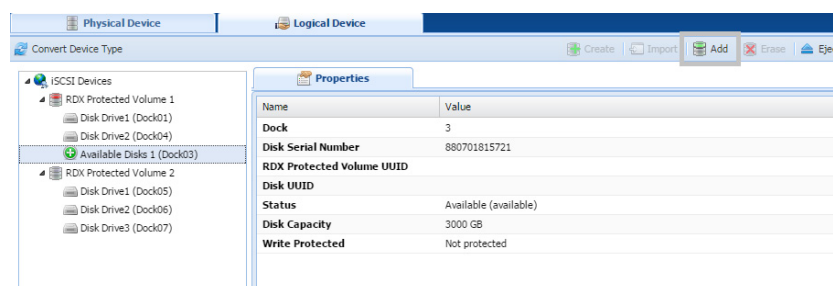 Physical Device Logical Device
Convert Device Type Create Import Add Erase
iSCSI Devices
RDX Protected Volume 1
Disk Drive1 (Dock01)
Disk Drive2 (Dock04)
Available Disks 1 (Dock03)
RDX Protected Volume 2
Disk Drive1 (Dock05)
Disk Drive2 (Dock06)
Disk Drive3 (Dock07)
Properties
Name Value
Dock 3
Disk Serial Number 880701815721
RDX Protected Volume UUID
Disk UUID
Status Available (available)
Disk Capacity 3000 GB
Write Protected Not protected